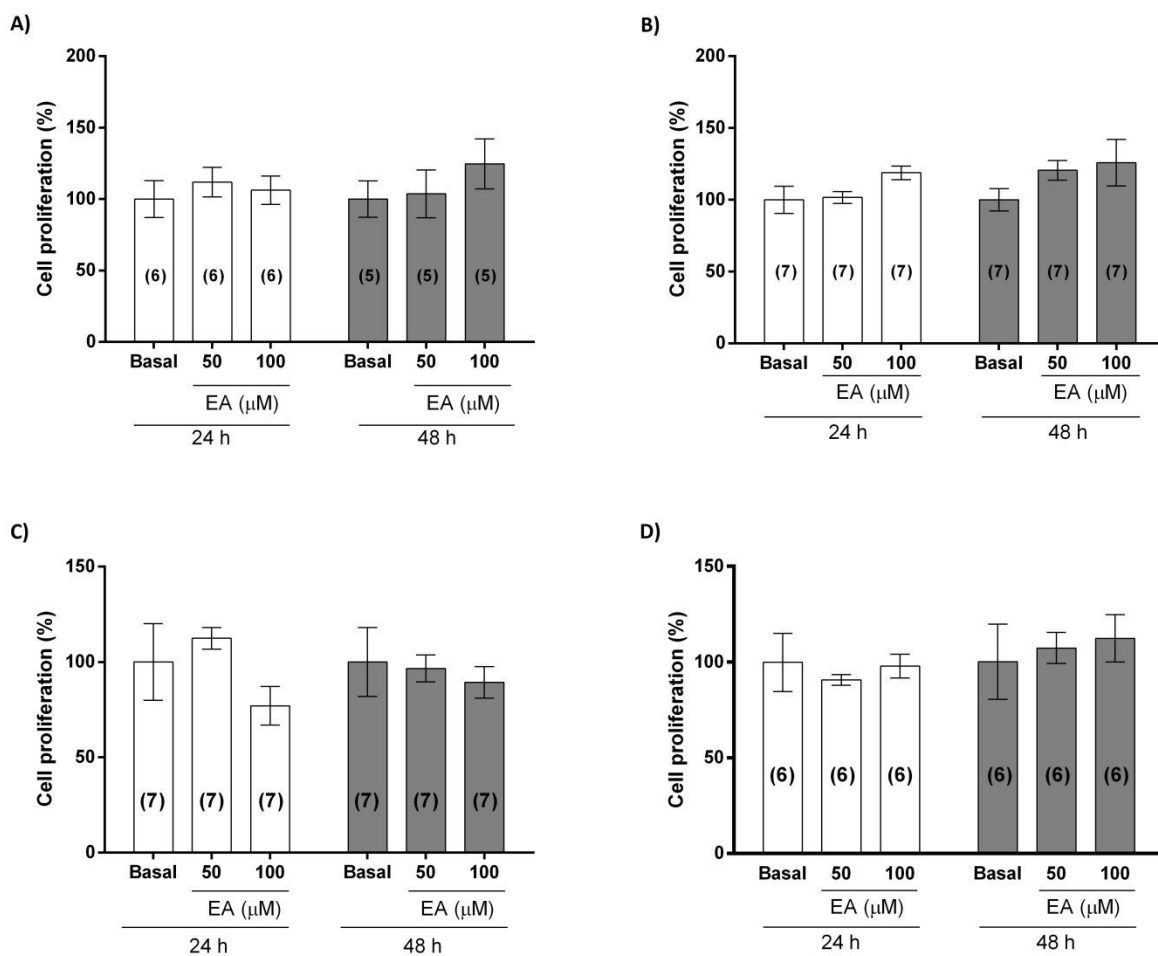 A)
Cell proliferation (%)
200
150
100
50
0
(6) (6) (6) (5) (5) (5)
Basal 50 100 Basal 50 100
EA (μM) EA (μM)
24 h 48 h
B)
Cell proliferation (%)
200
150
100
50
0
(7) (7) (7) (7) (7) (7)
Basal 50 100 Basal 50 100
EA (μM) EA (μM)
24 h 48 h
C)
Cell proliferation (%)
150
100
50
0
(7) (7) (7) (7) (7) (7)
Basal 50 100 Basal 50 100
EA (μM) EA (μM)
24 h 48 h
D)
Cell proliferation (%)
150
100
50
0
(6) (6) (6) (6) (6) (6)
Basal 50 100 Basal 50 100
EA (μM) EA (μM)
24 h 48 h